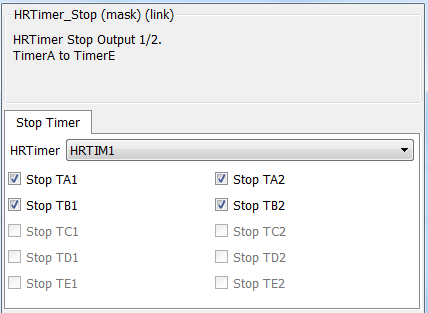 HRTimer_Stop (mask) (link)
HRTimer Stop Output 1/2.
TimerA to TimerE
Stop Timer
HRTimer HRTIM1
Stop TA1 Stop TA2
Stop TB1 Stop TB2
Stop TC1 Stop TC2
Stop TD1 Stop TD2
Stop TE1 Stop TE2